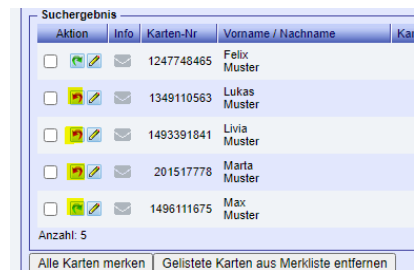 Suchergebnis
Aktion Info Karten-Nr Vorname / Nachname Kar
1247748465 Felix
Muster
1349110563 Lukas
Muster
1493391841 Livia
Muster
201517778 Marta
Muster
1496111675 Max
Muster
Anzahl: 5
Alle Karten merken Gelistete Karten aus Merkliste entfernen